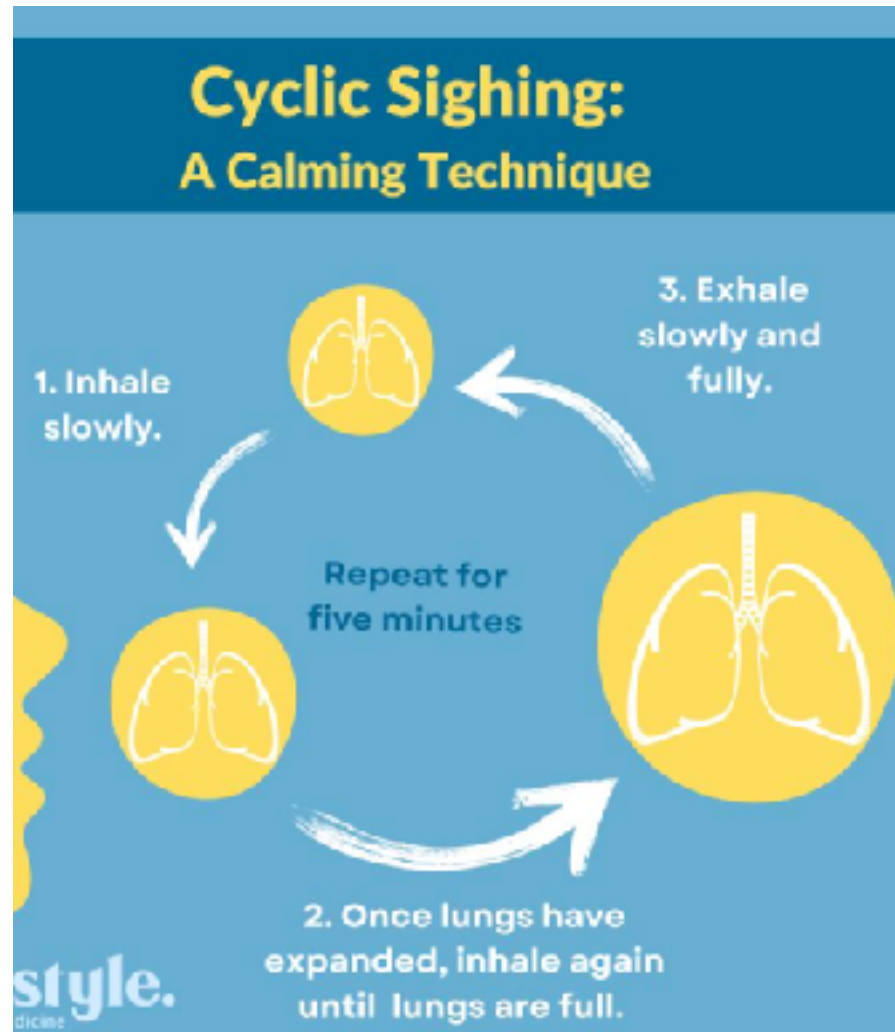 Cyclic Sighing:
A Calming Technique
1. Inhale
slowly.
3. Exhale
slowly and
fully.
Repeat for
five minutes
2. Once lungs have
expanded, inhale again
until lungs are full.
style.
dicine